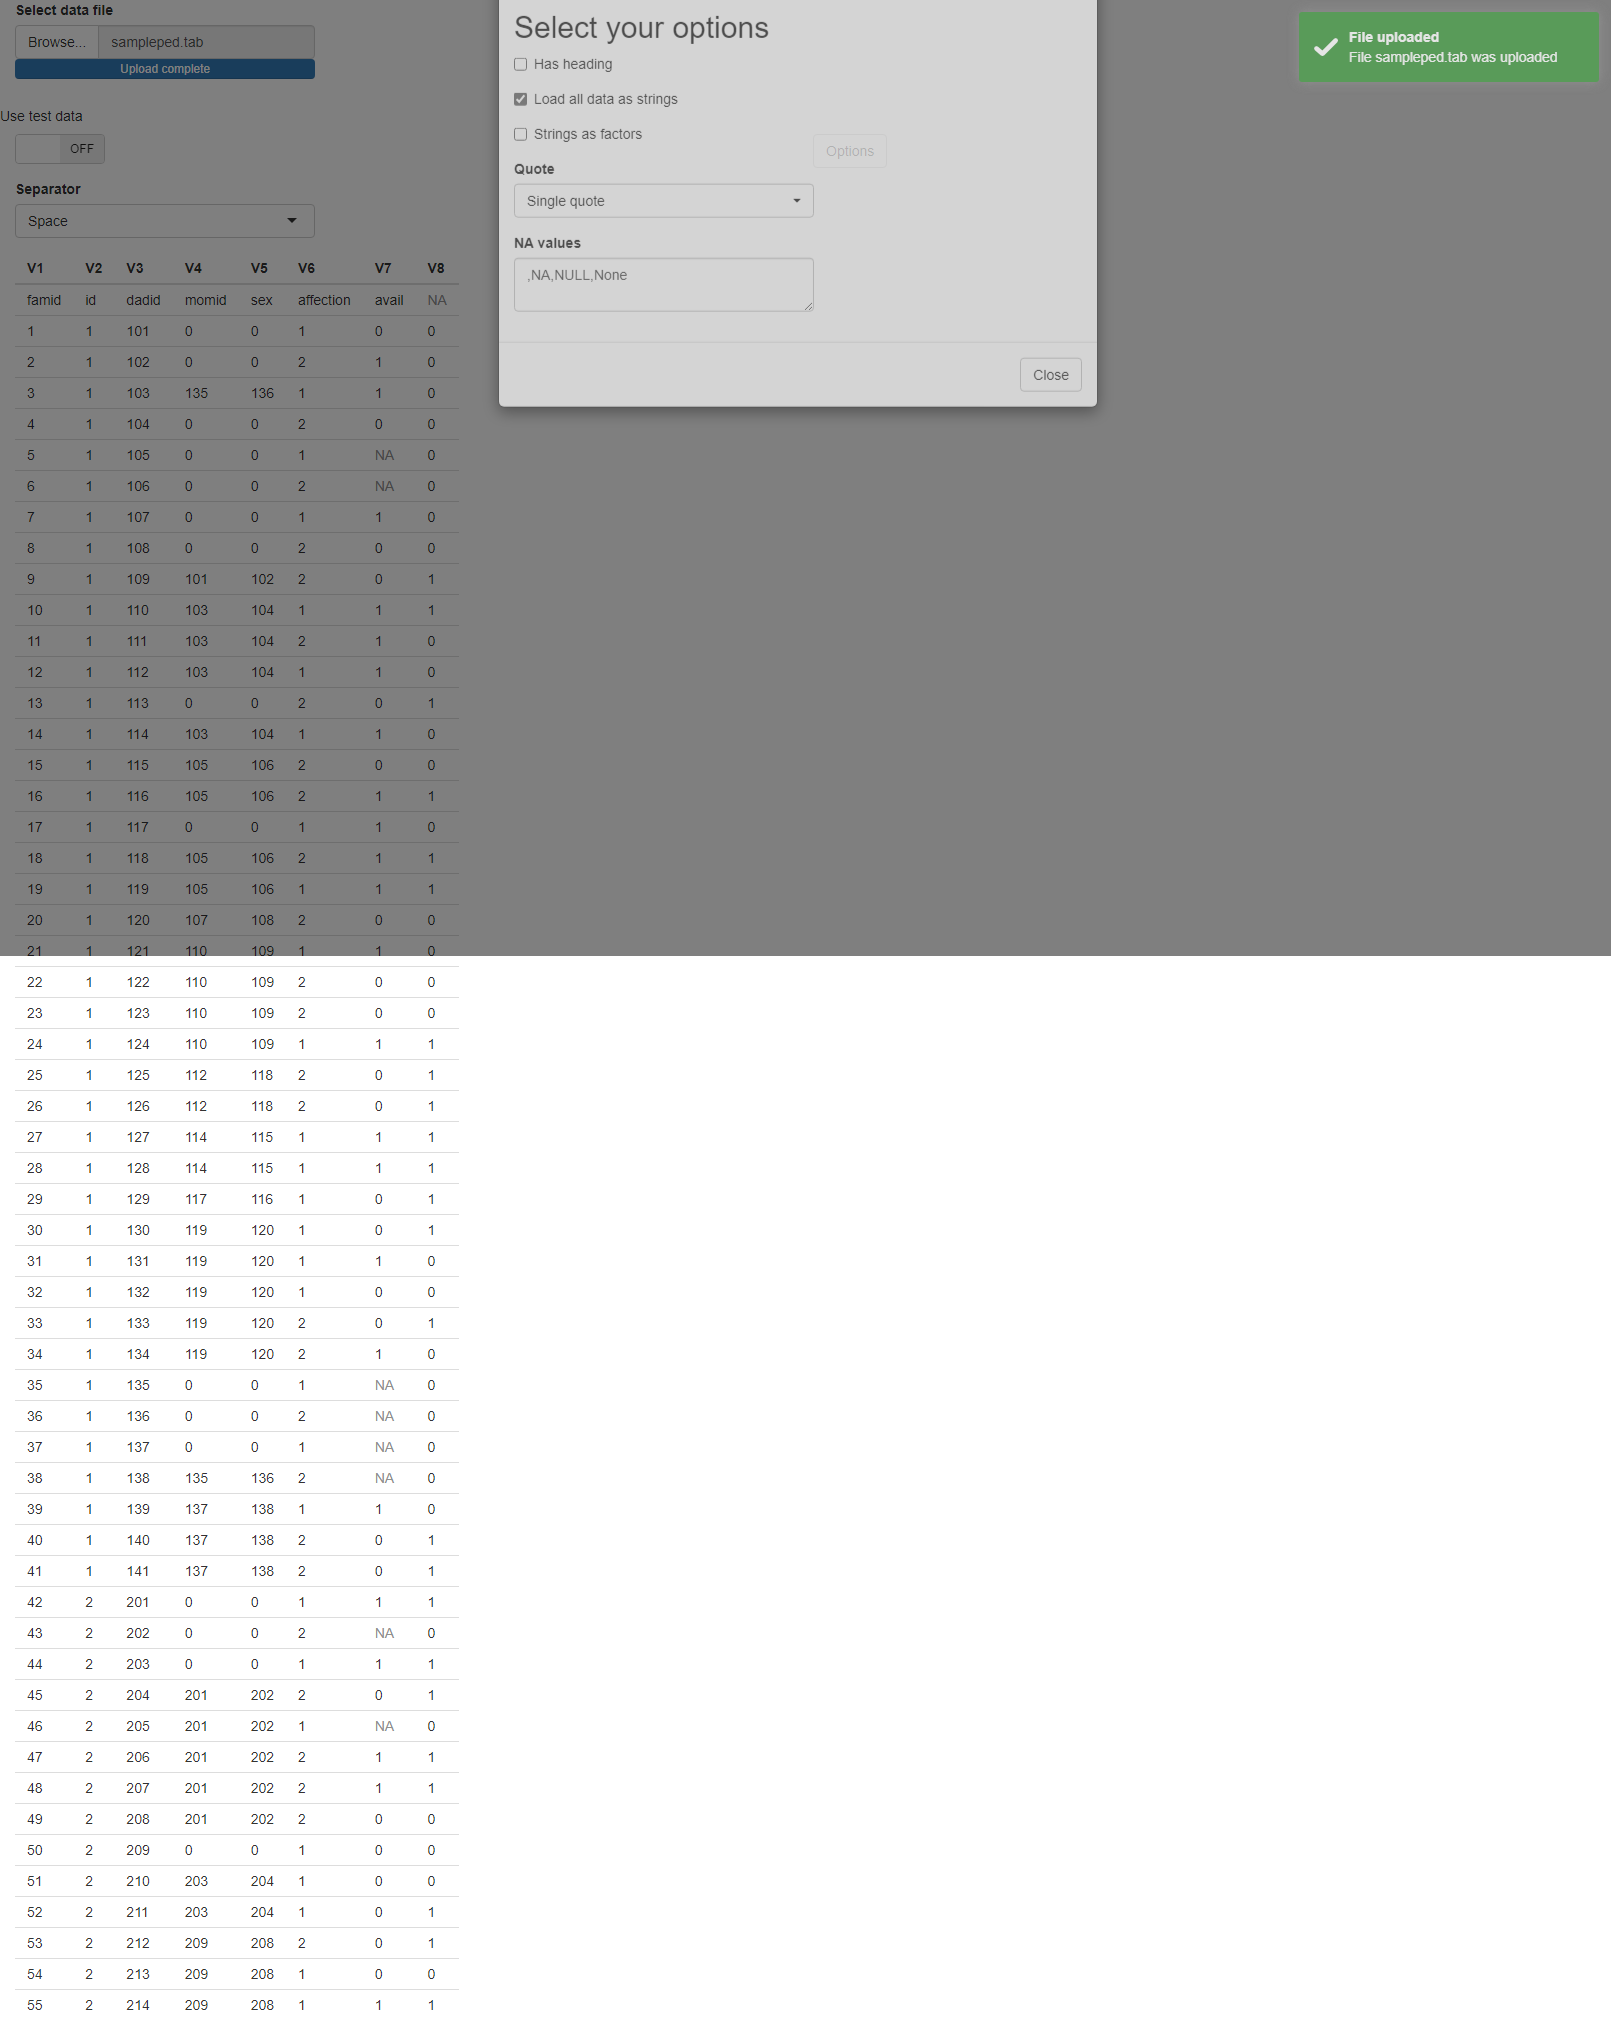 Select data file
Browse... sampleped.tab
Upload complete
Use test data
OFF
Separator
Space
V1 V2 V3 V4 V5 V6 V7 V8
famid id dadid momid sex affection avail NA
1 1 101 0 0 1 0 0
2 1 102 0 0 2 1 0
3 1 103 135 136 1 1 0
4 1 104 0 0 2 0 0
5 1 105 0 0 1 NA 0
6 1 106 0 0 2 NA 0
7 1 107 0 0 1 1 0
8 1 108 0 0 2 0 0
9 1 109 101 102 2 0 1
10 1 110 103 104 1 1 1
11 1 111 103 104 2 1 0
12 1 112 103 104 1 1 0
13 1 113 0 0 2 0 1
14 1 114 103 104 1 1 0
15 1 115 105 106 2 0 0
16 1 116 105 106 2 1 1
17 1 117 0 0 1 1 0
18 1 118 105 106 2 1 1
19 1 119 105 106 1 1 1
20 1 120 107 108 2 0 0
21 1 121 110 109 1 1 0
22 1 122 110 109 2 0 0
23 1 123 110 109 2 0 0
24 1 124 110 109 1 1 1
25 1 125 112 118 2 0 1
26 1 126 112 118 2 0 1
27 1 127 114 115 1 1 1
28 1 128 114 115 1 1 1
29 1 129 117 116 1 0 1
30 1 130 119 120 1 0 1
31 1 131 119 120 1 1 0
32 1 132 119 120 1 0 0
33 1 133 119 120 2 0 1
34 1 134 119 120 2 1 0
35 1 135 0 0 1 NA 0
36 1 136 0 0 2 NA 0
37 1 137 0 0 1 NA 0
38 1 138 135 136 2 NA 0
39 1 139 137 138 1 1 0
40 1 140 137 138 2 0 1
41 1 141 137 138 2 0 1
42 2 201 0 0 1 1 1
43 2 202 0 0 2 NA 0
44 2 203 0 0 1 1 1
45 2 204 201 202 2 0 1
46 2 205 201 202 1 NA 0
47 2 206 201 202 2 1 1
48 2 207 201 202 2 1 1
49 2 208 201 202 2 0 0
50 2 209 0 0 1 0 0
51 2 210 203 204 1 0 0
52 2 211 203 204 1 0 1
53 2 212 209 208 2 0 1
54 2 213 209 208 1 0 0
55 2 214 209 208 1 1 1
Select your options
Has heading
Load all data as strings
Strings as factors
Options
Quote
Single quote
NA values
,NA,NULL,None
Close
File uploaded
File sampleped.tab was uploaded